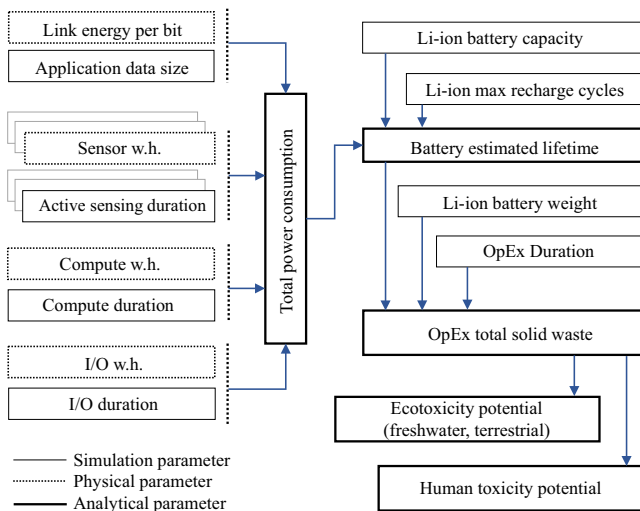 Link energy per bit
Application data size
Sensor w.h.
Active sensing duration
Compute w.h.
Compute duration
I/O w.h.
I/O duration
Total power consumption
Li-ion battery capacity
Li-ion max recharge cycles
Battery estimated lifetime
Li-ion battery weight
OpEx Duration
OpEx total solid waste
Ecotoxicity potential
(freshwater, terrestrial)
Human toxicity potential
Simulation parameter
Physical parameter
Analytical parameter